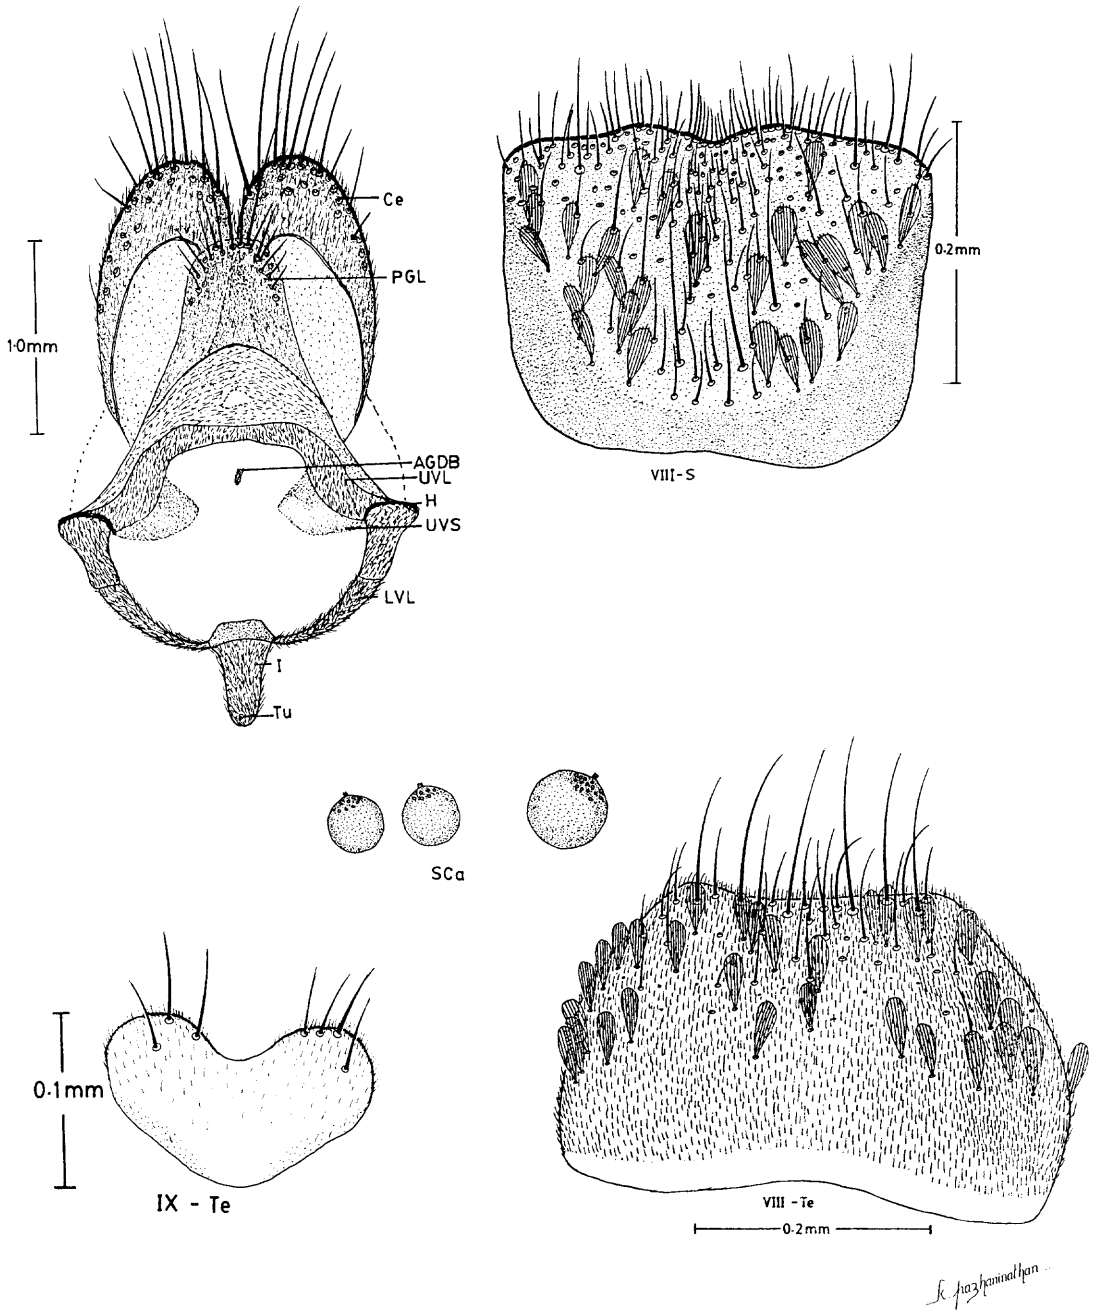 Ce
PGL
1.0mm
AGDB
UVL
H
UVS
LVL
I
Tu
0.2mm
VIII-S
SCa
0.1mm
IX - Te
VIII - Te
0.2mm